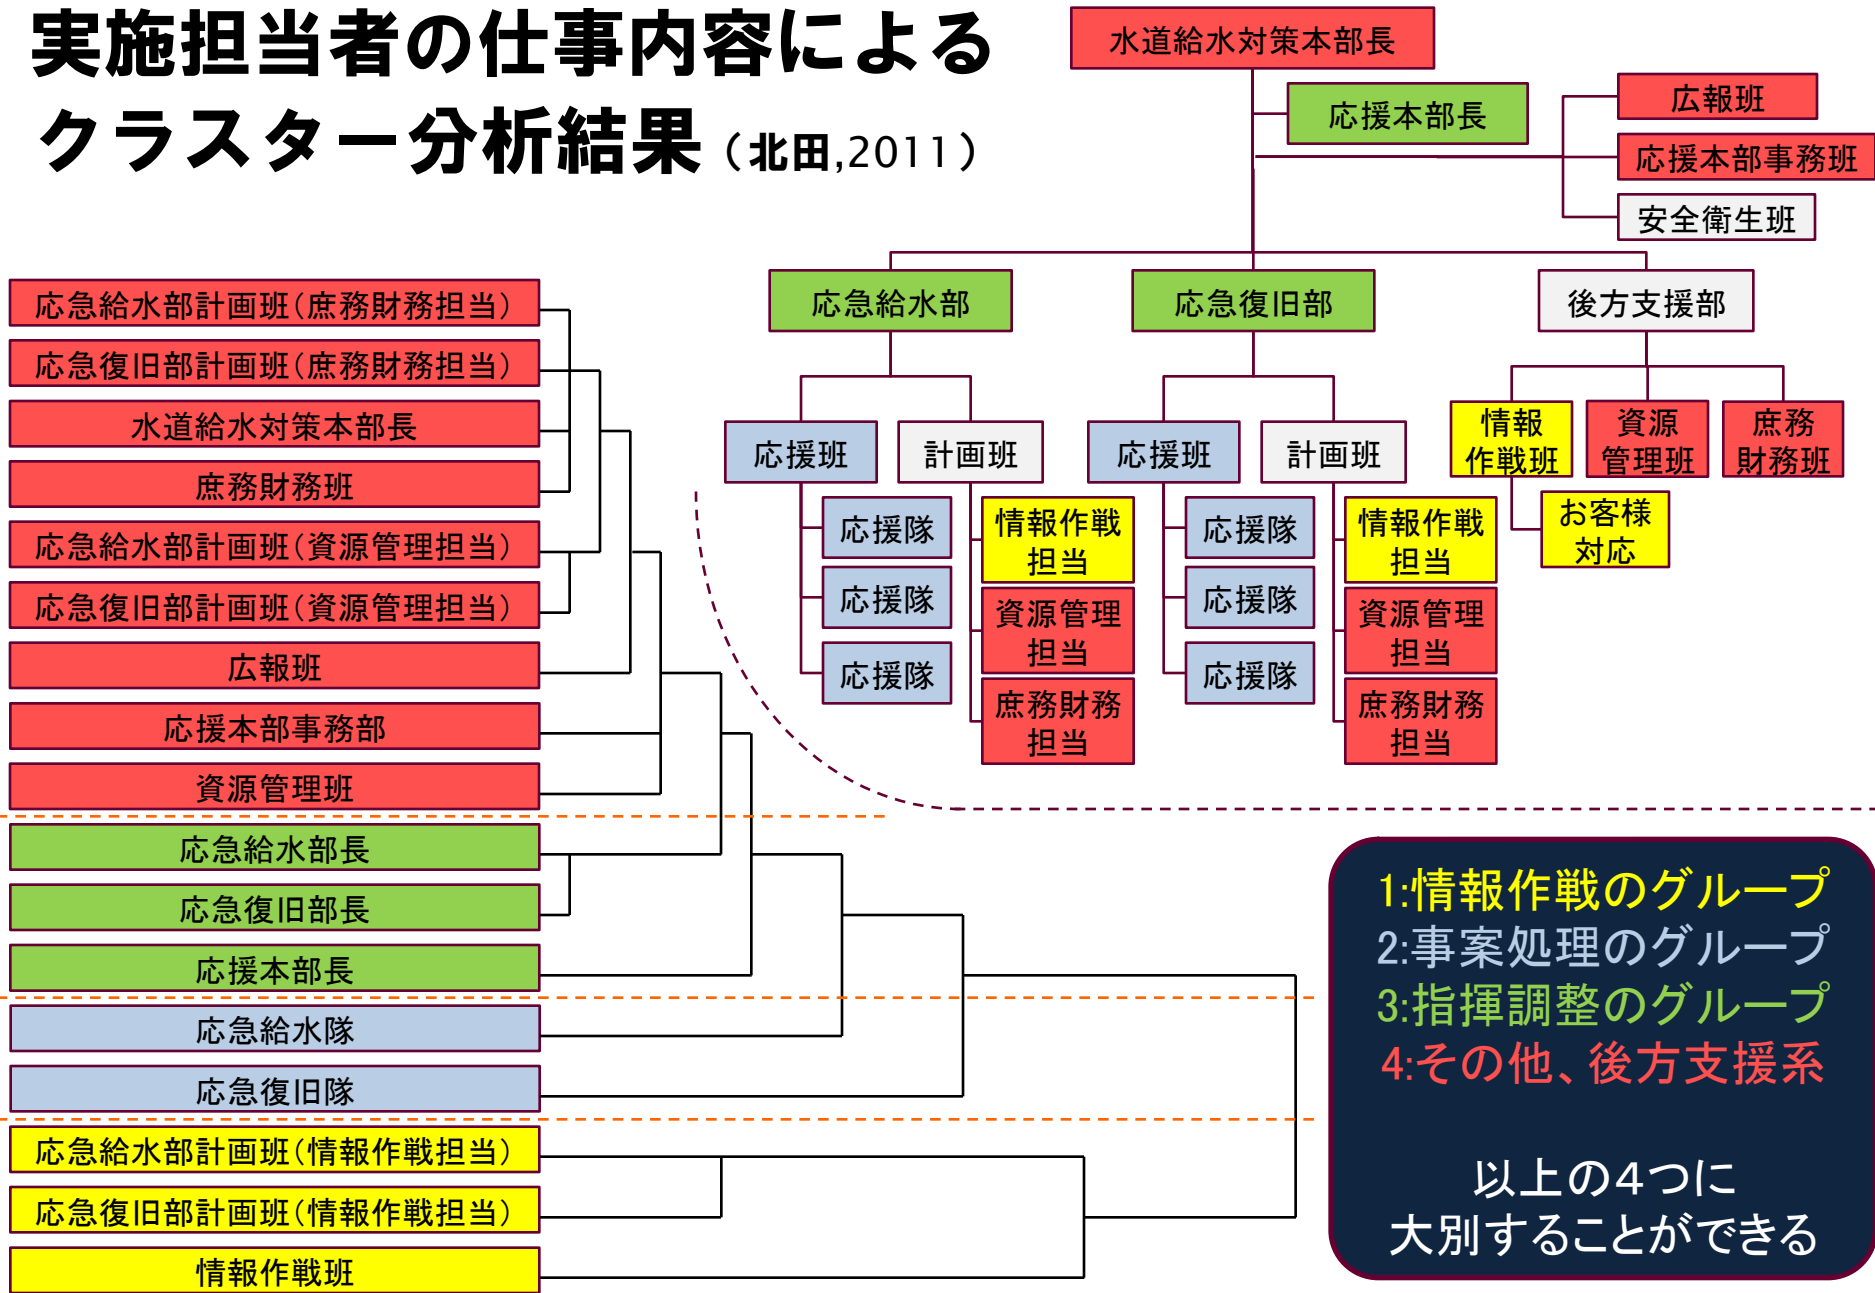 実施担当者の仕事内容による
クラスター分析結果（北田,2011）
水道給水対策本部長
応援本部長
広報班
応援本部事務班
安全衛生班
応急給水部
応急復旧部
後方支援部
応援班
計画班
応援班
計画班
情報
作戦班
資源
管理班
庶務
財務班
応援隊
応援隊
応援隊
情報作戦
担当
資源管理
担当
庶務財務
担当
応援隊
応援隊
応援隊
情報作戦
担当
資源管理
担当
庶務財務
担当
お客様
対応
応急給水部計画班(庶務財務担当)
応急復旧部計画班(庶務財務担当)
水道給水対策本部長
庶務財務班
応急給水部計画班(資源管理担当)
応急復旧部計画班(資源管理担当)
広報班
応援本部事務部
資源管理班
応急給水部長
応急復旧部長
応援本部長
応急給水隊
応急復旧隊
応急給水部計画班(情報作戦担当)
応急復旧部計画班(情報作戦担当)
情報作戦班
1:情報作戦のグループ
2:事案処理のグループ
3:指揮調整のグループ
4:その他、後方支援系
以上の4つに
大別することができる